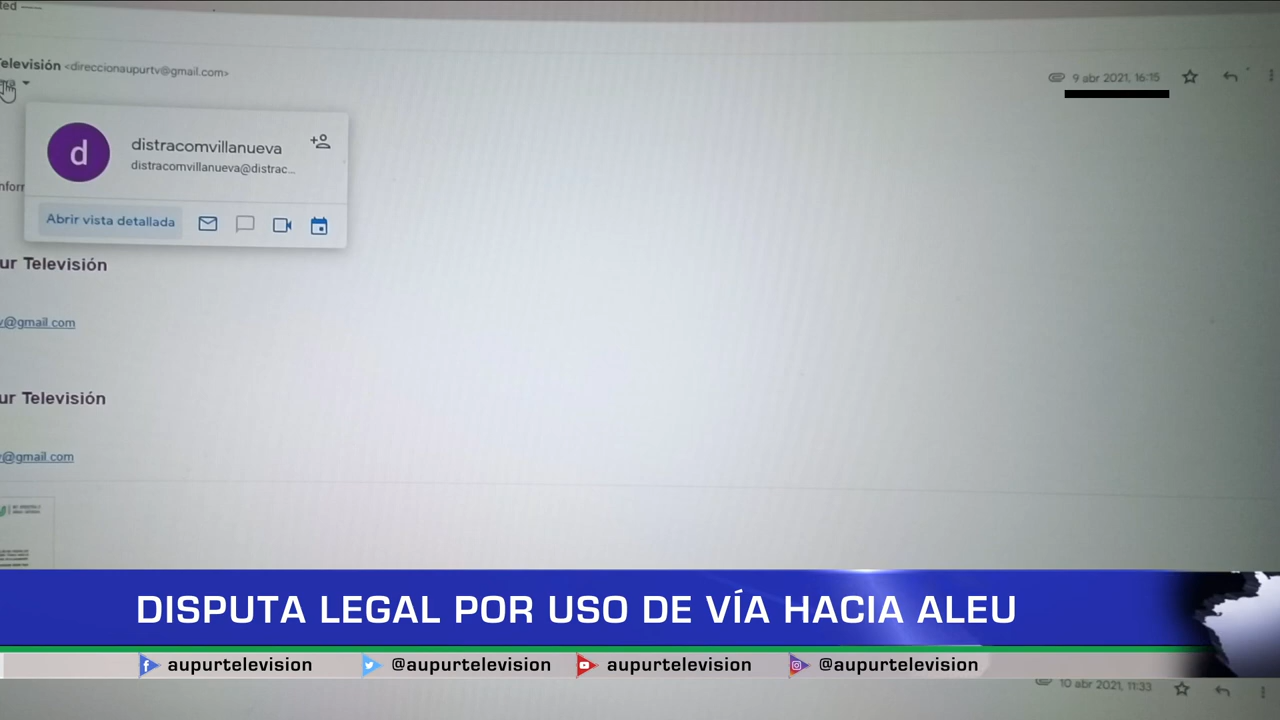 ted
elevisión <direccionaupurtv@gmail.com>
9 abr 2021, 16:15
d
distracomvillanueva
distracomvillanueva@distrac...
Abrir vista detallada
ur Televisión
@gmail.com
ur Televisión
@gmail.com
DISPUTA LEGAL POR USO DE VÍA HACIA ALEU
aupurtelevision @aupurtelevision aupurtelevision @aupurtelevision
10 abr 2021, 11:33